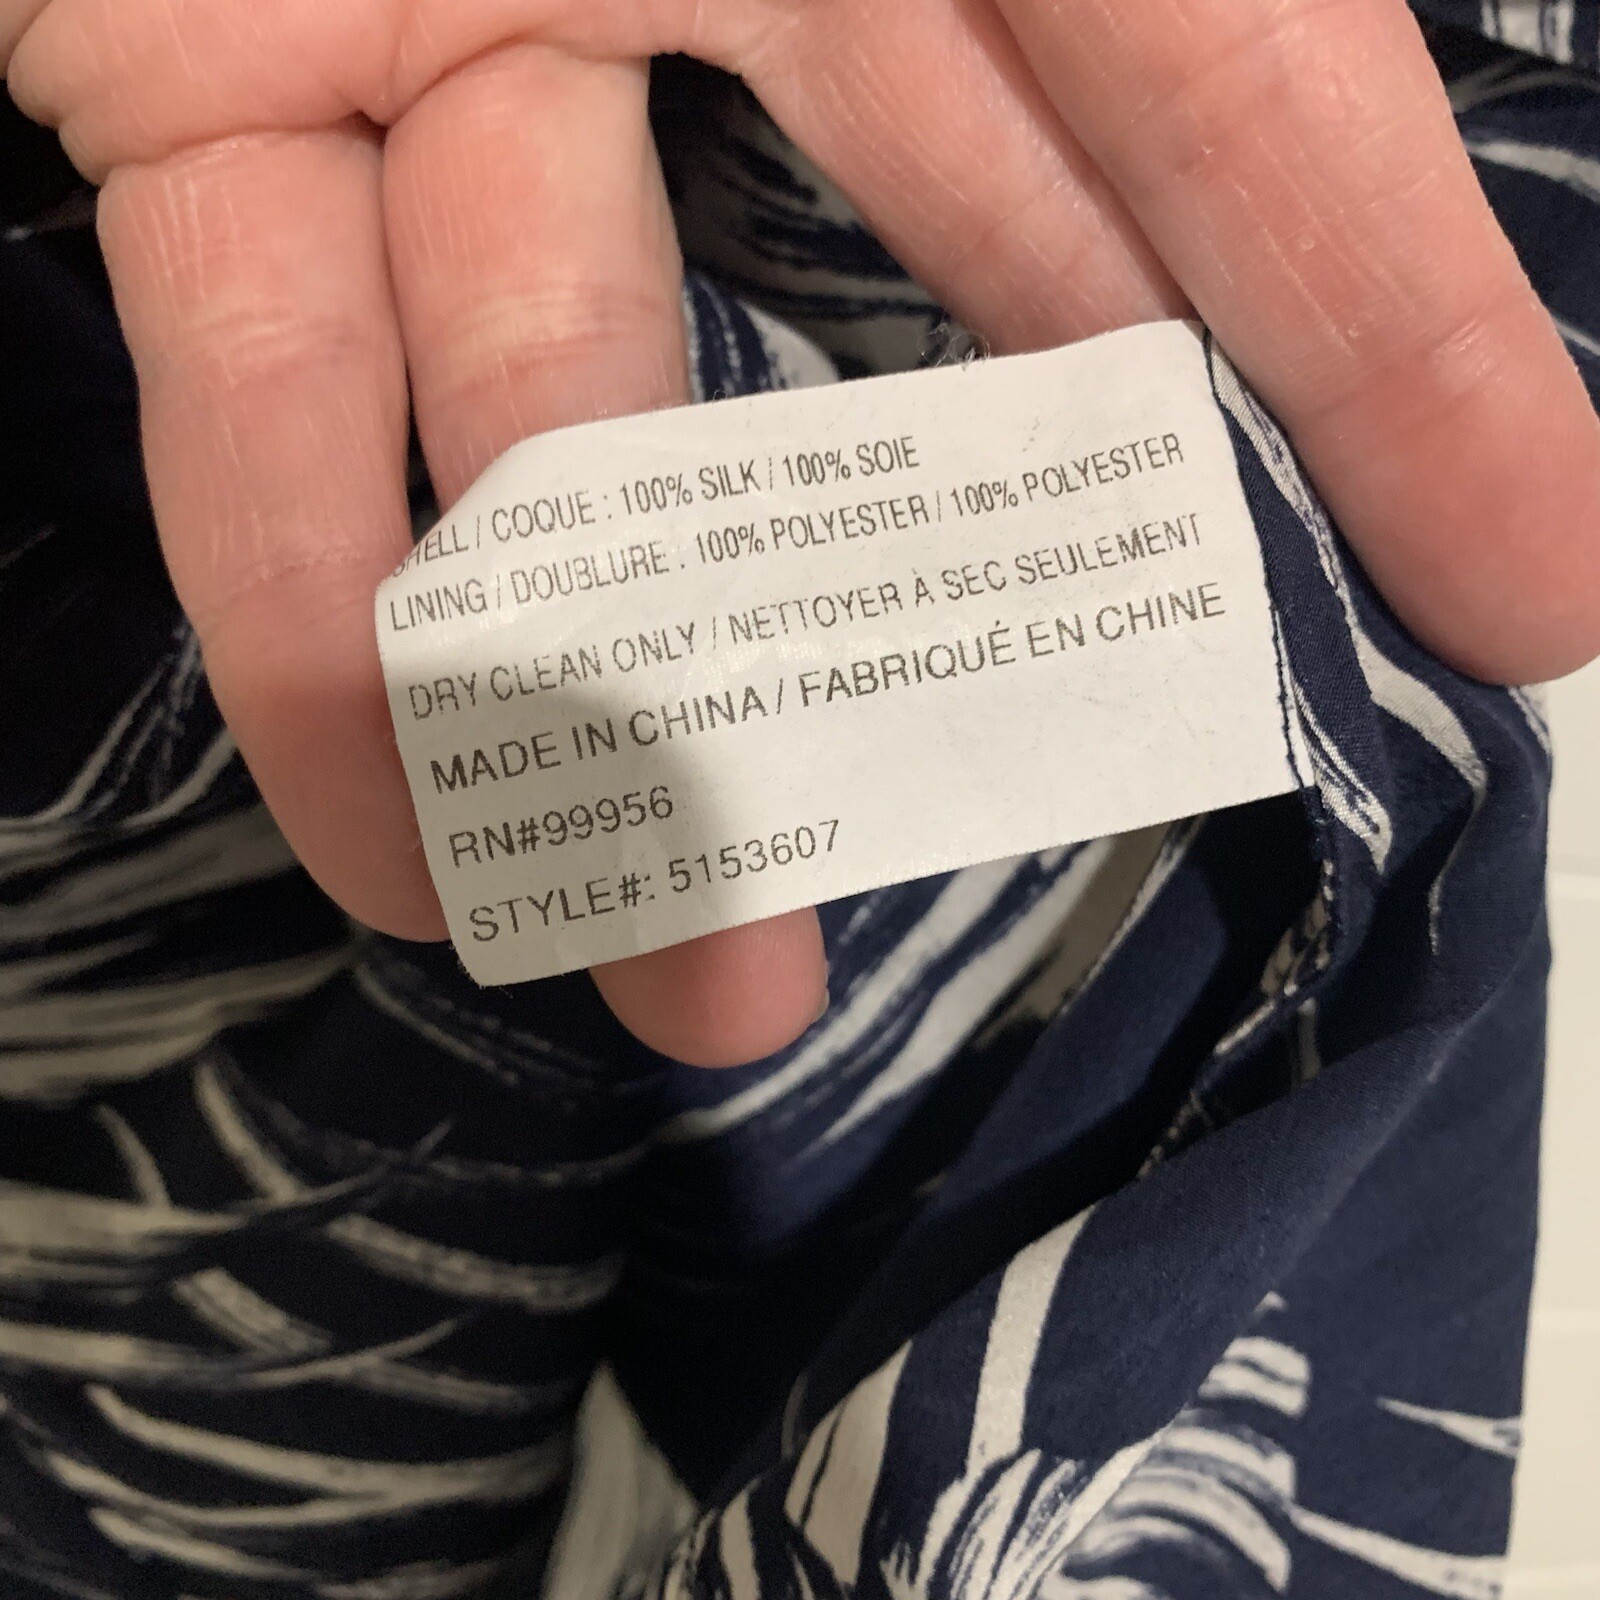 SHELL / COQUE : 100% SILK / 100% SOIE
LINING / DOUBLURE : 100% POLYESTER / 100% POLYESTER
DRY CLEAN ONLY / NETTOYER À SEC SEULEMENT
MADE IN CHINA / FABRIQUÉ EN CHINE
RN#99956
STYLE#: 5153607